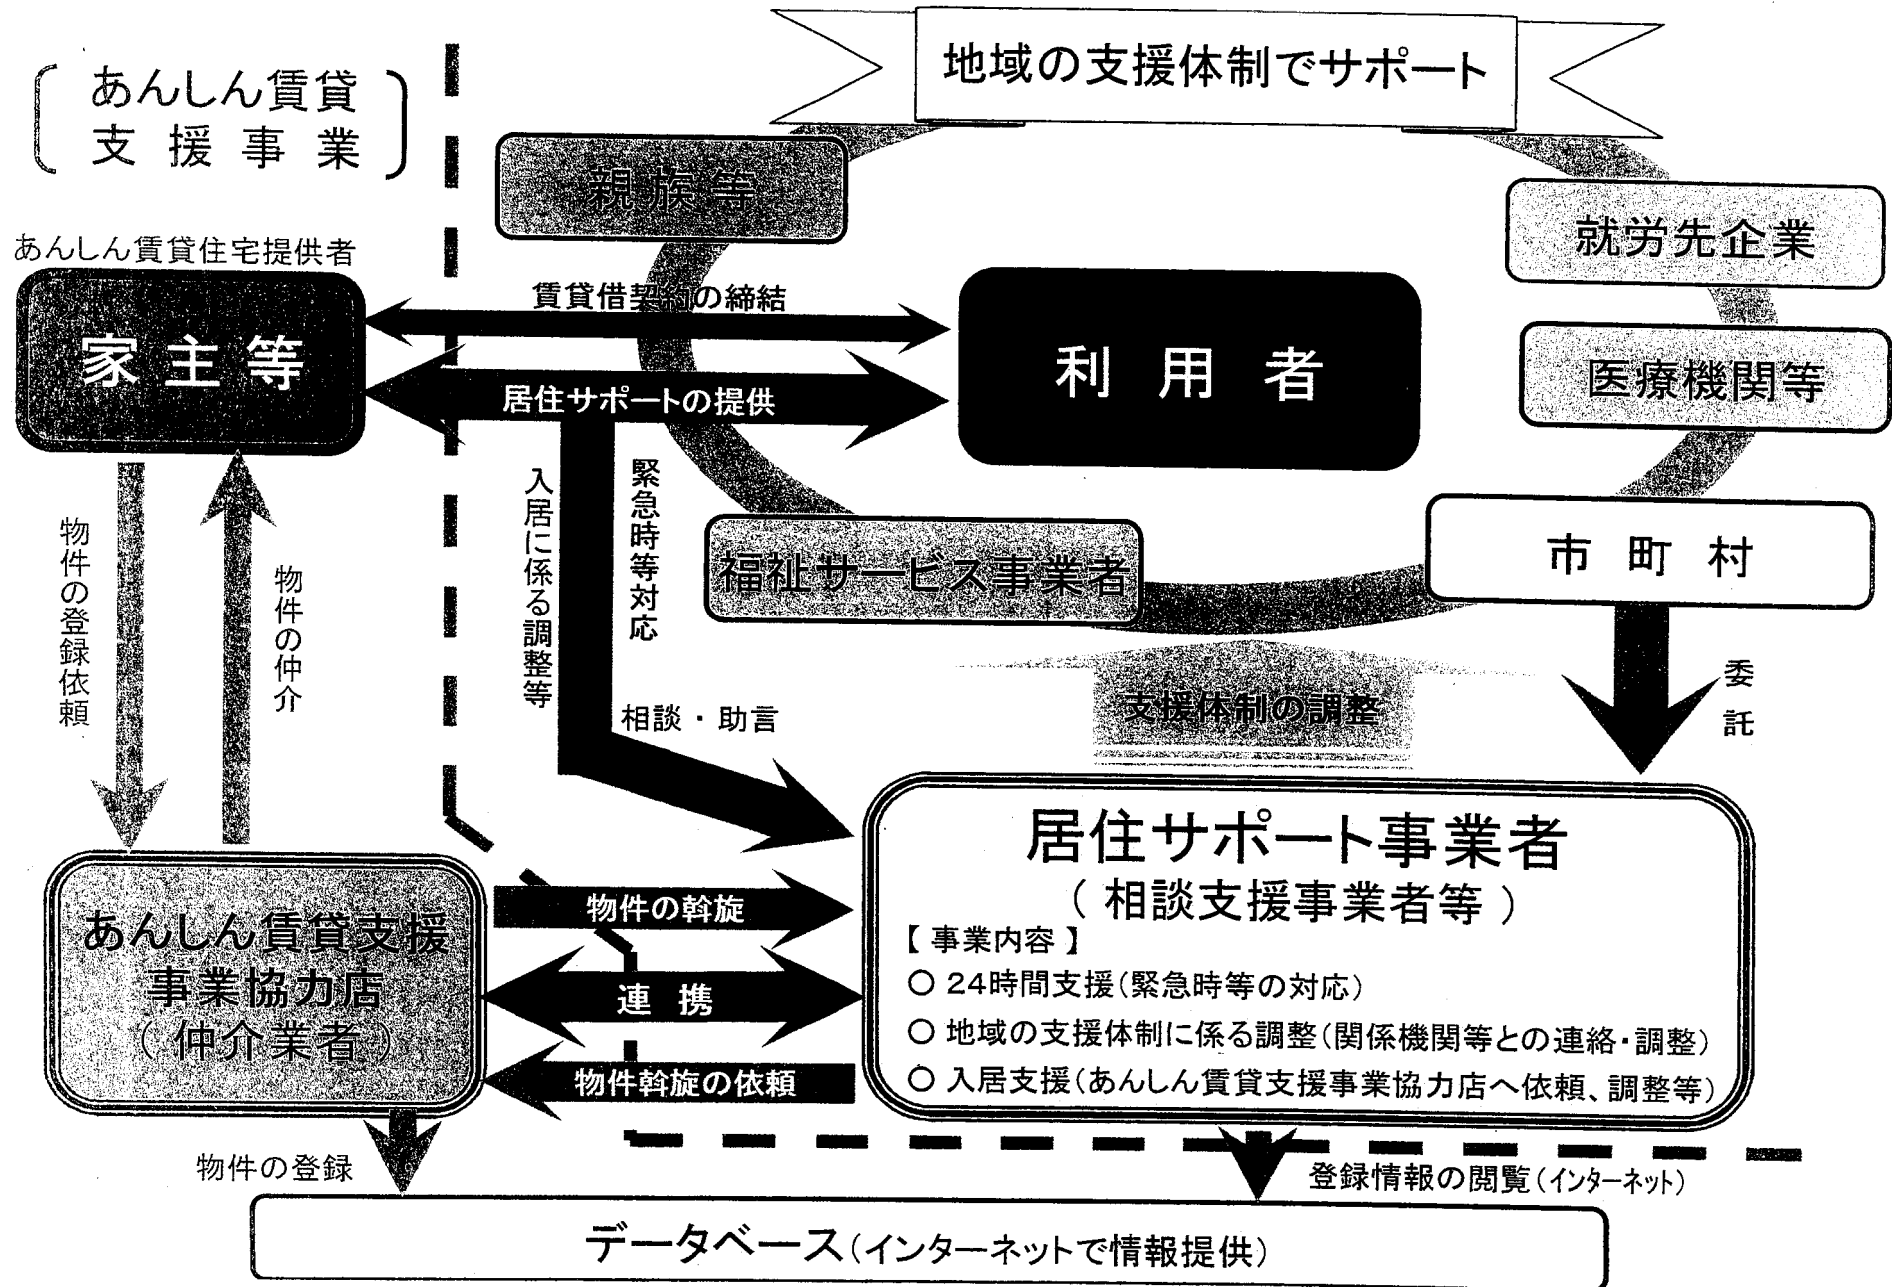 地域の支援体制でサポート
あんしん賃貸
支援事業
親族等
就労先企業
あんしん賃貸住宅提供者
家主等
賃貸借契約の締結
利用者
医療機関等
居住サポートの提供
緊急時等対応
入居に係る調整等
福祉サービス事業者
市町村
物件の登録依頼
物件の仲介
相談・助言
支援体制の調整
委託
居住サポート事業者
(相談支援事業者等)
【事業内容】
○ 24時間支援(緊急時等の対応)
○ 地域の支援体制に係る調整(関係機関等との連絡・調整)
○ 入居支援(あんしん賃貸支援事業協力店へ依頼、調整等)
あんしん賃貸支援
事業協力店
(仲介業者)
物件の斡旋
連携
物件斡旋の依頼
物件の登録
登録情報の閲覧(インターネット)
データベース(インターネットで情報提供)